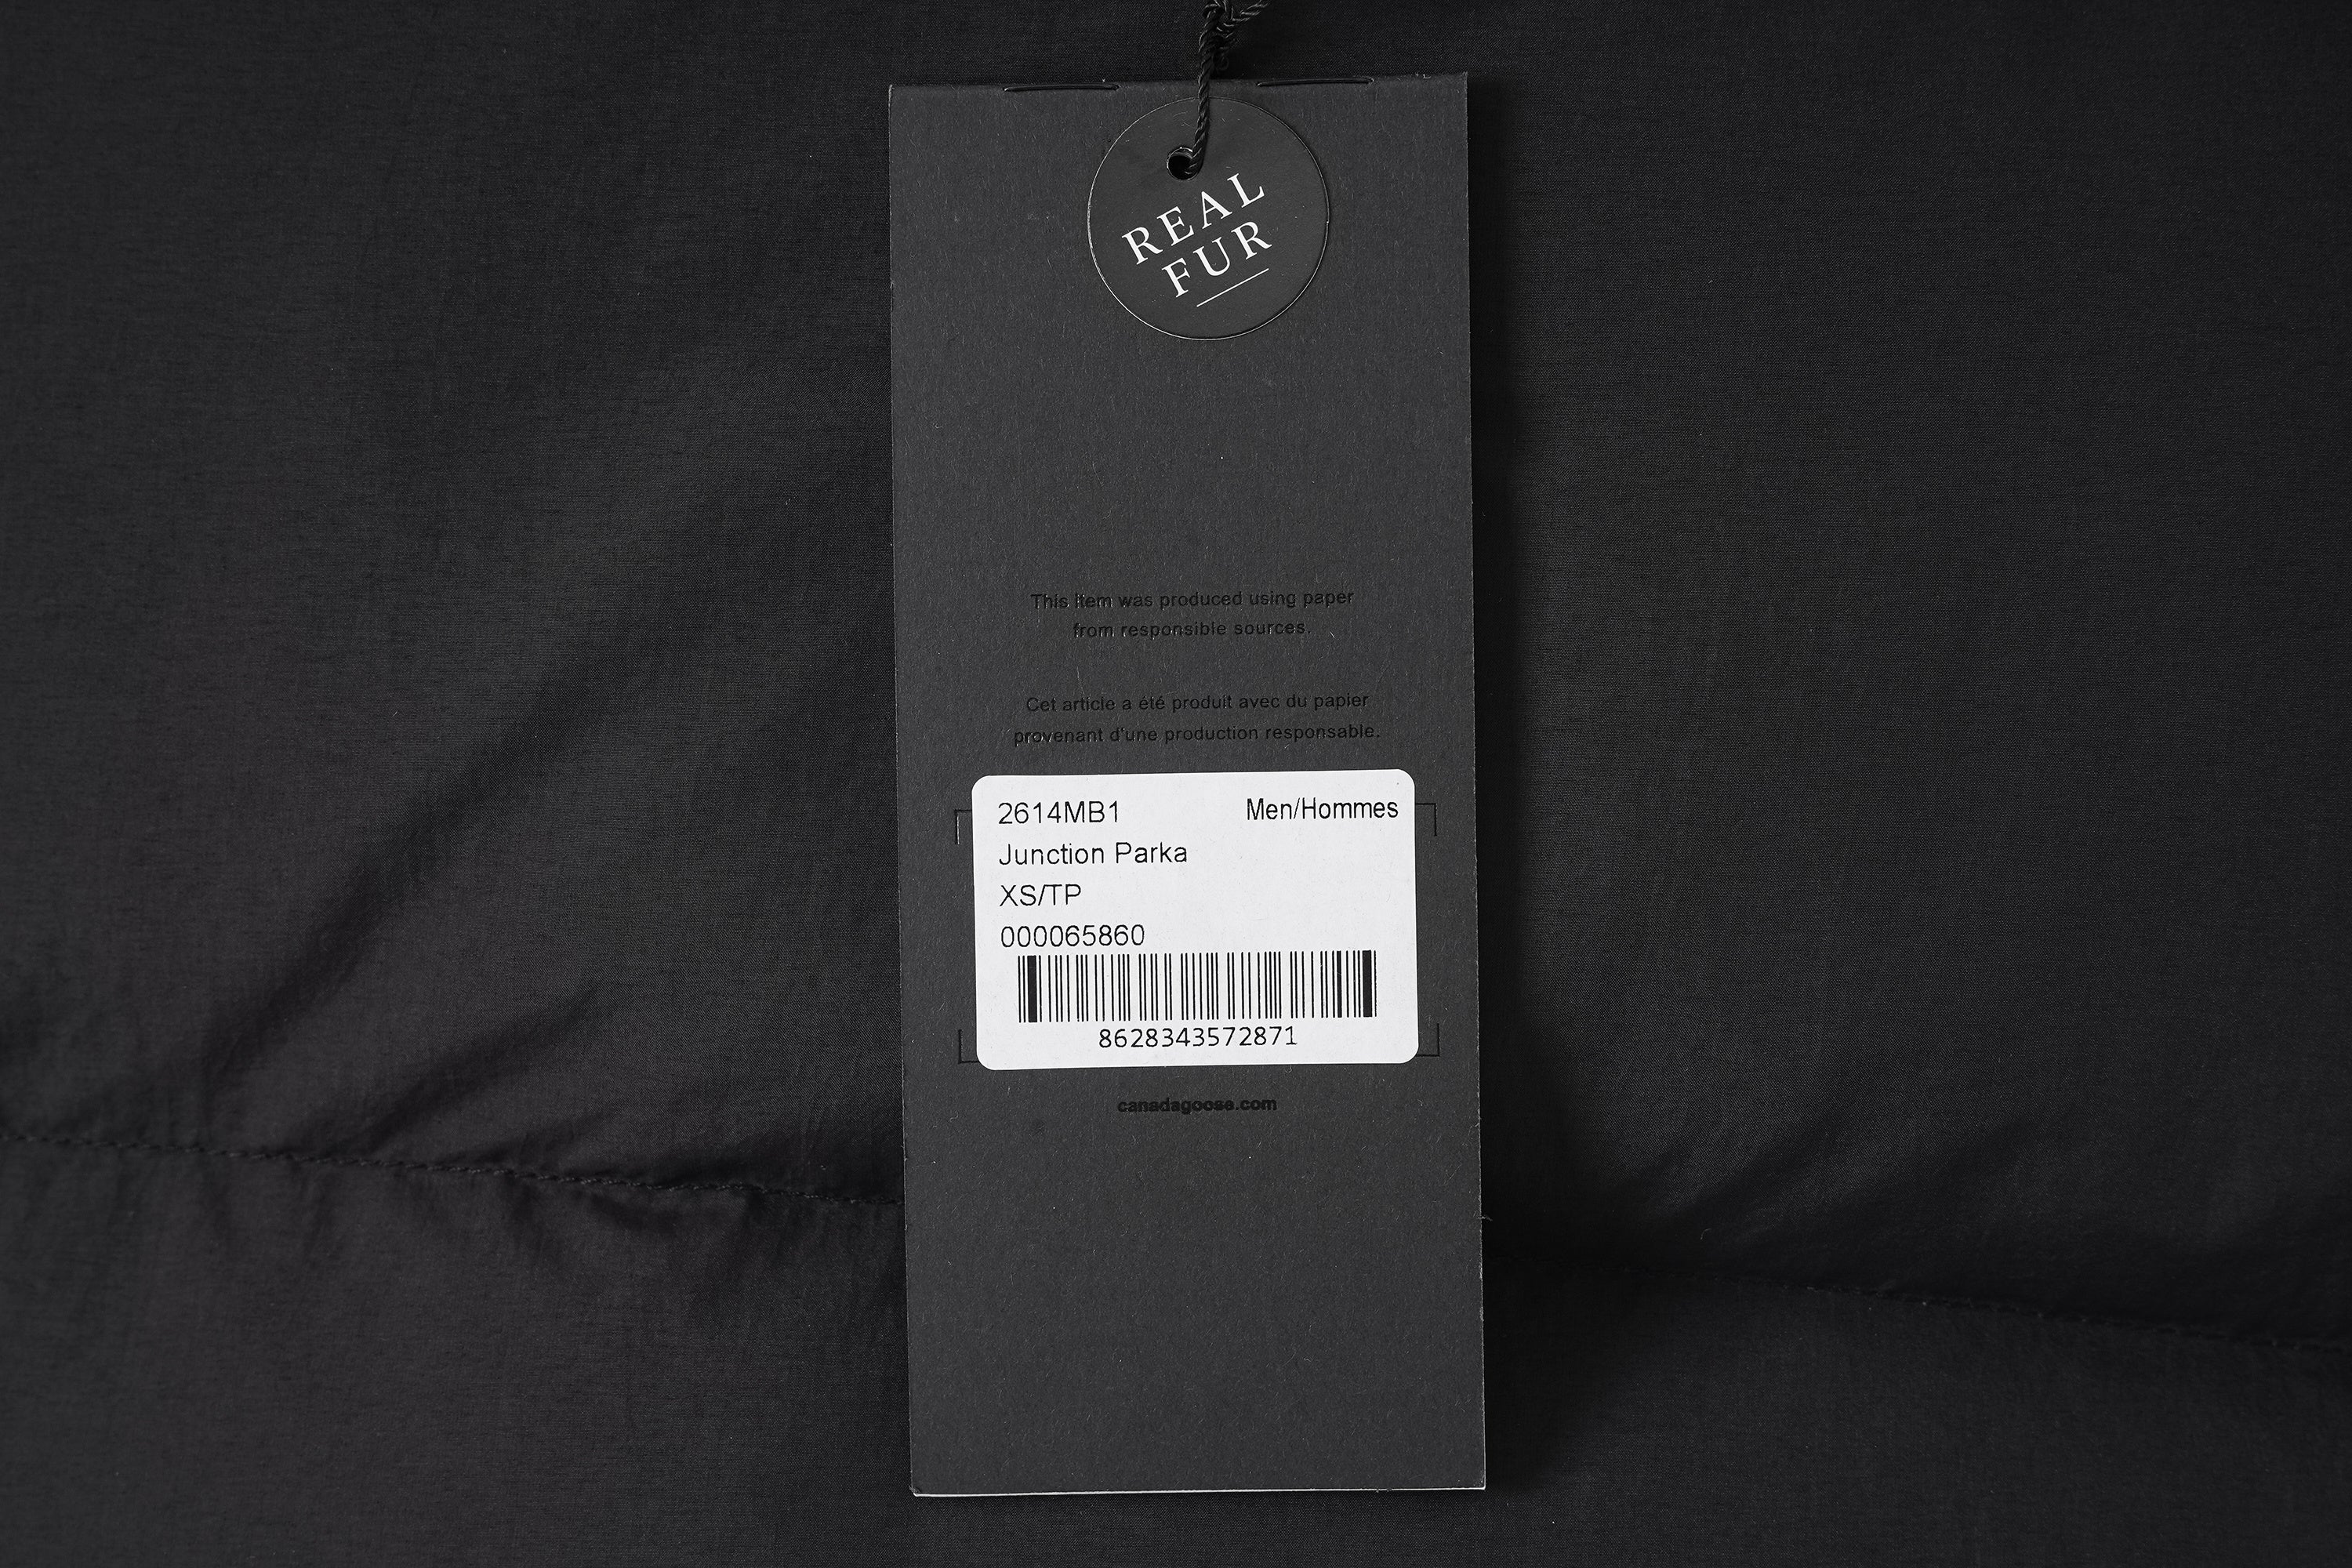 REAL
FUR
This item was produced using paper
from responsible sources.
Cet article a été produit avec du papier
provenant d'une production responsable.
2614MB1 Men/Hommes
Junction Parka
XS/TP
000065860
8628343572871
canadagoose.com